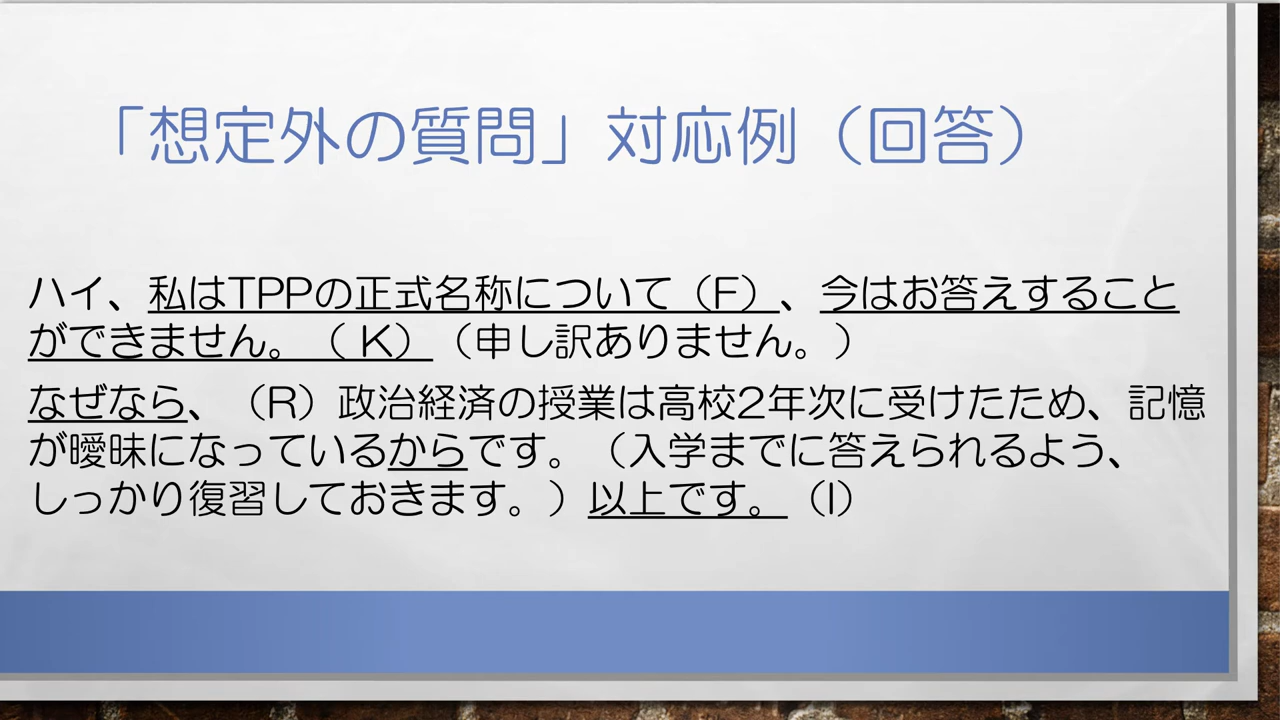 「想定外の質問」対応例（回答）
ハイ、私はTPPの正式名称について（F）、今はお答えすること
ができません。（ K）（申し訳ありません。）
なぜなら、（R）政治経済の授業は高校2年次に受けたため、記憶
が曖昧になっているからです。（入学までに答えられるよう、
しっかり復習しておきます。）以上です。（I）